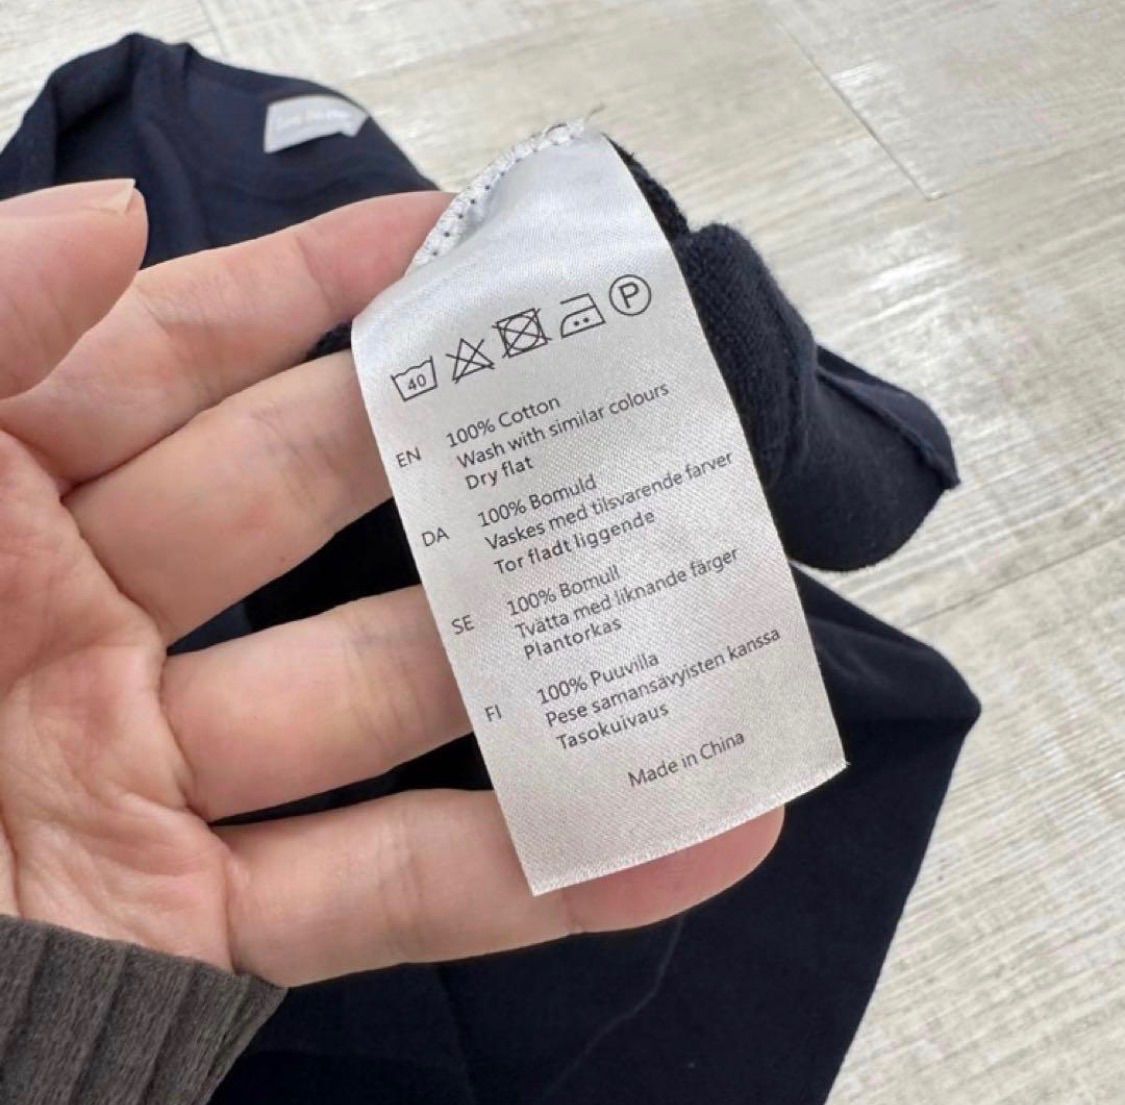 40
P
EN
100% Cotton
Wash with similar colours
Dry flat
DA
100% Bomuld
Vaskes med tilsvarende farver
Tor fladt liggende
SE
100% Bomull
Tvätta med liknande färger
Plantorkas
FI
100% Puuvilla
Pese samansävyisten kanssa
Tasokuivaus
Made in China